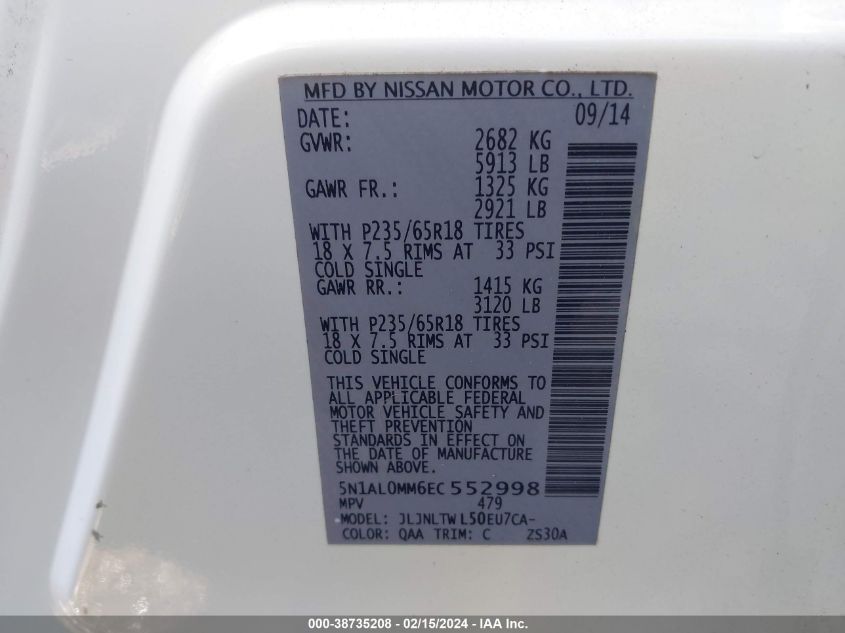 MFD BY NISSAN MOTOR CO., LTD.
DATE: 09/14
GVWR: 2682 KG
5913 LB
GAWR FR.: 1325 KG
2921 LB
WITH P235/65R18 TIRES
18 X 7.5 RIMS AT 33 PSI
COLD SINGLE
GAWR RR.: 1415 KG
3120 LB
WITH P235/65R18 TIRES
18 X 7.5 RIMS AT 33 PSI
COLD SINGLE
THIS VEHICLE CONFORMS TO
ALL APPLICABLE FEDERAL
MOTOR VEHICLE SAFETY AND
THEFT PREVENTION
STANDARDS IN EFFECT ON
THE DATE OF MANUFACTURE
SHOWN ABOVE.
5N1AL0MM6EC552998
MPV 479
MODEL: JLJNLTWL50EU7CA-
COLOR: QAA TRIM: C ZS30A
000-38735208 - 02/15/2024 - IAA Inc.